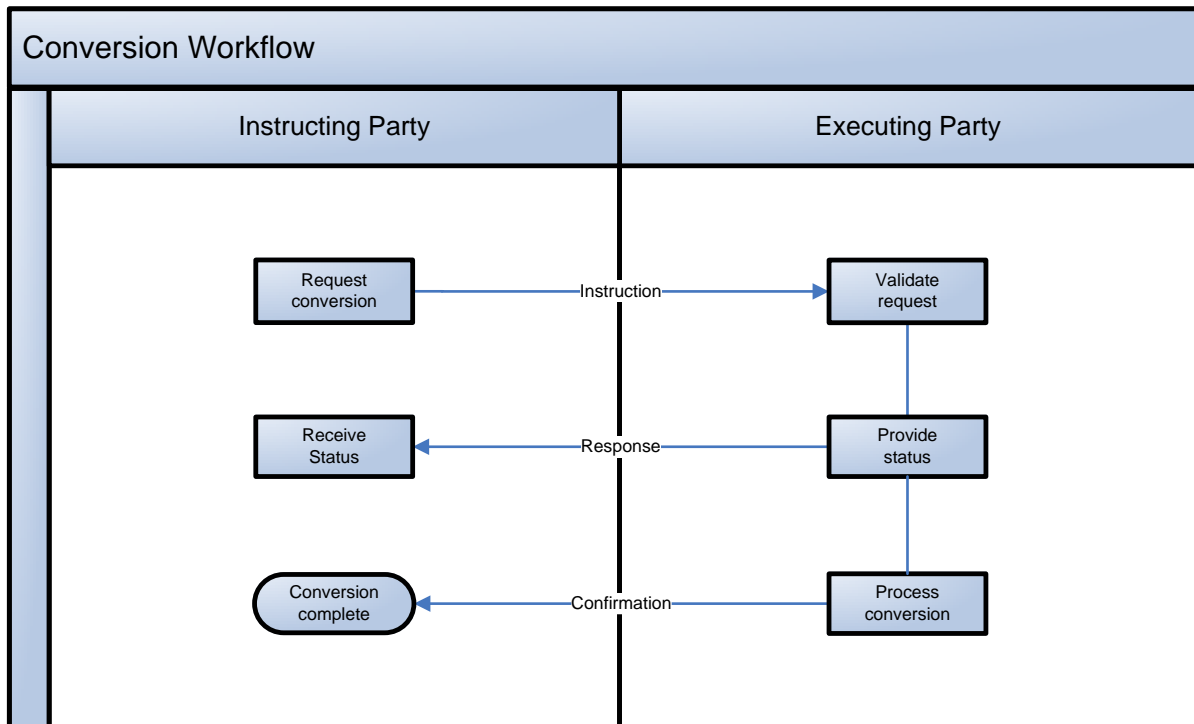 Conversion Workflow
Instructing Party
Executing Party
Request
conversion
Instruction
Validate
request
Receive
Status
Response
Provide
status
Conversion
complete
Confirmation
Process
conversion